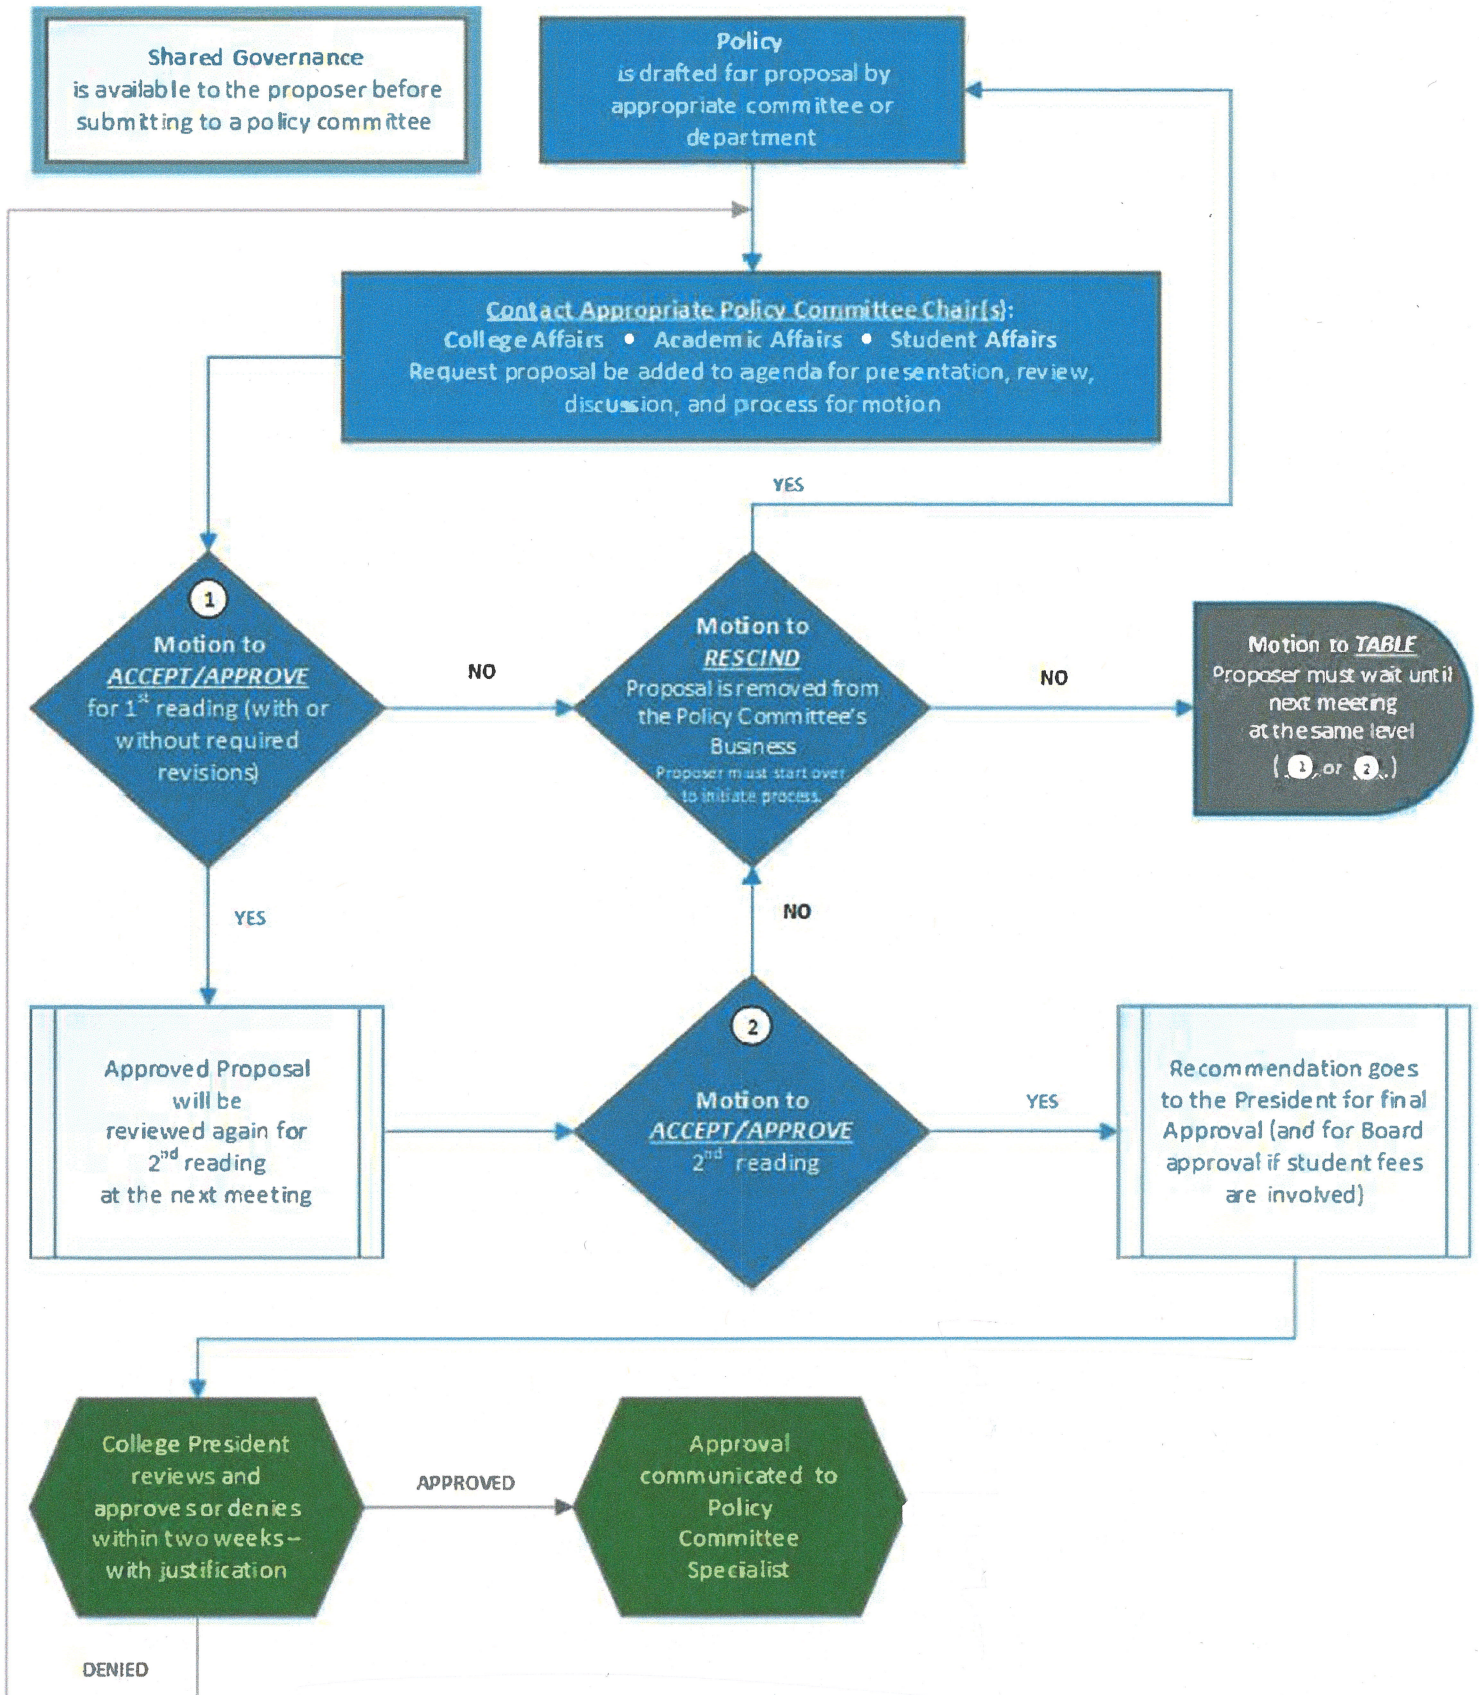 Shared Governance
is available to the proposer before
submitting to a policy committee
Policy
is drafted for proposal by
appropriate committee or
department
Contact Appropriate Policy Committee Chair(s):
College Affairs • Academic Affairs • Student Affairs
Request proposal be added to agenda for presentation, review,
discussion, and process for motion
YES
1
Motion to
ACCEPT/APPROVE
for 1st reading (with or
without required
revisions)
NO
Motion to
RESCIND
Proposal is removed from
the Policy Committee's
Business
Proposer must start over
to initiate process.
NO
Motion to TABLE
Proposer must wait until
next meeting
at the same level
( 1 or 2 )
YES
NO
Approved Proposal
will be
reviewed again for
2nd reading
at the next meeting
2
Motion to
ACCEPT/APPROVE
2nd reading
YES
Recommendation goes
to the President for final
Approval (and for Board
approval if student fees
are involved)
College President
reviews and
approves or denies
within two weeks–
with justification
APPROVED
Approval
communicated to
Policy
Committee
Specialist
DENIED